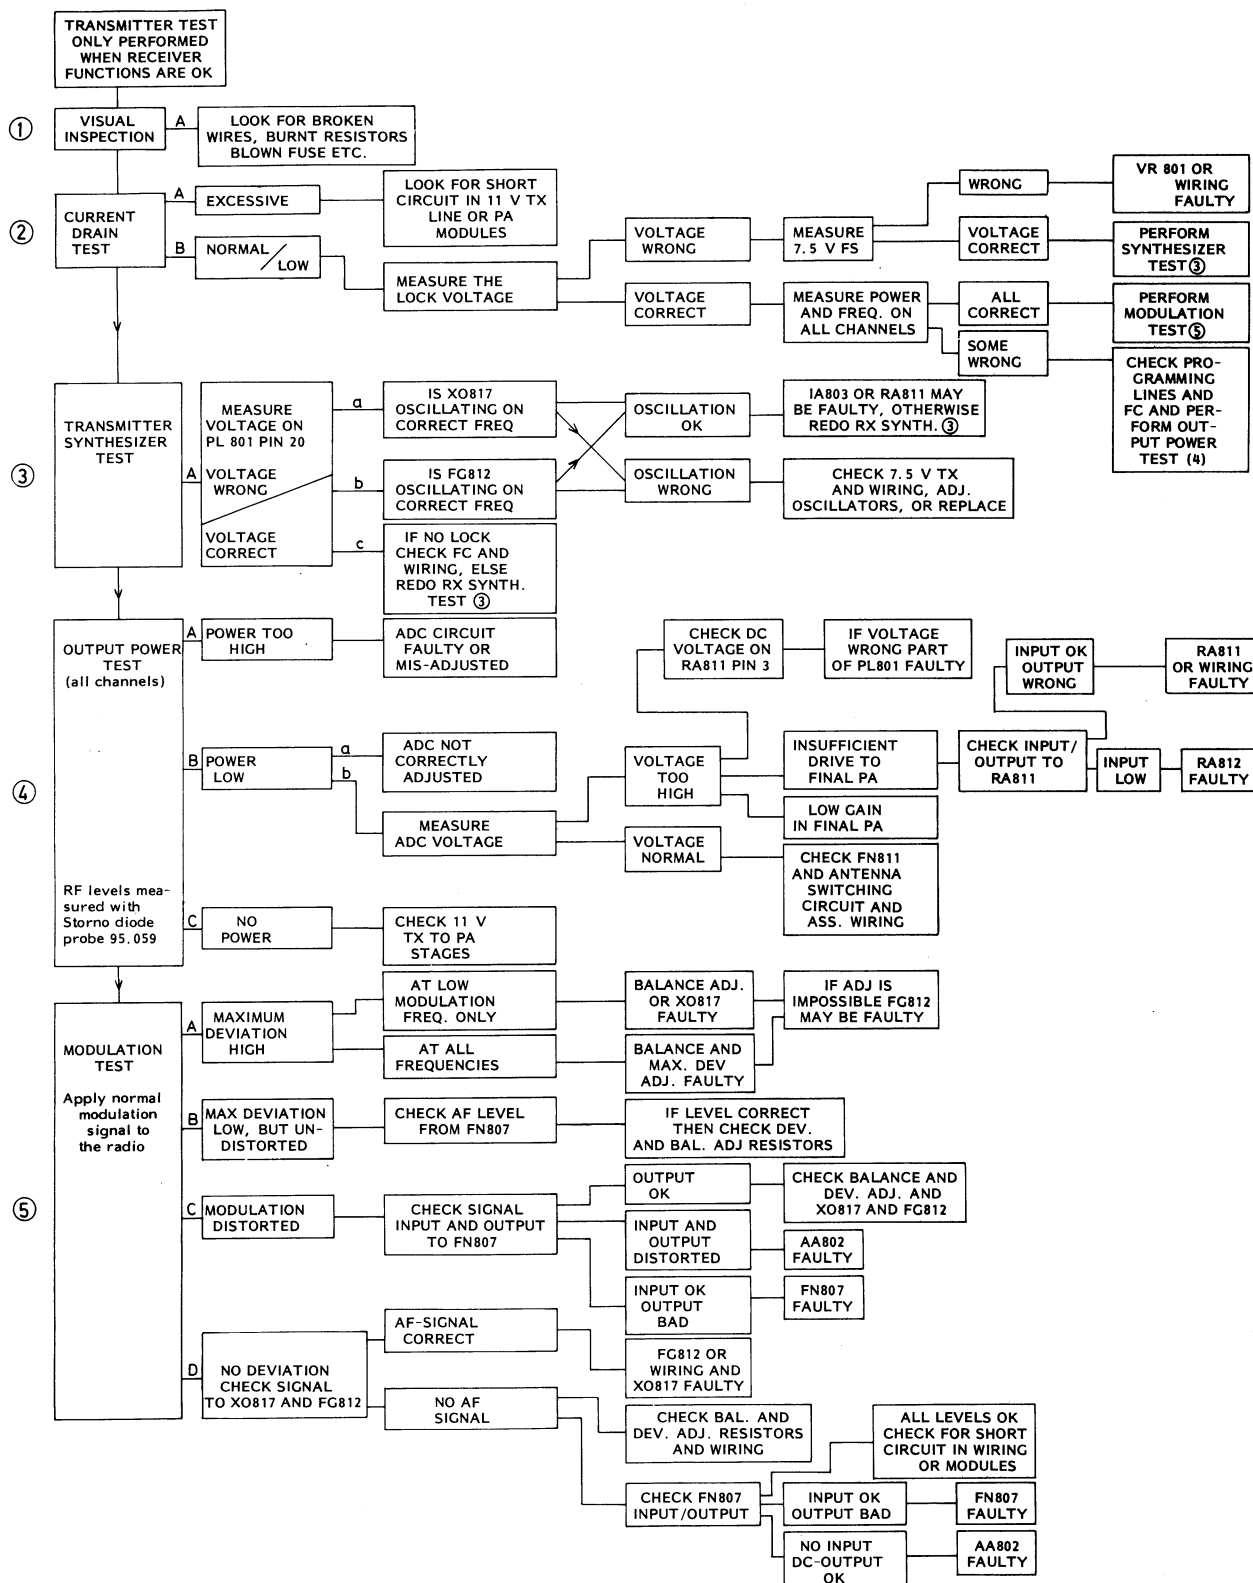 TRANSMITTER TEST
ONLY PERFORMED
WHEN RECEIVER
FUNCTIONS ARE OK
①
VISUAL
INSPECTION
A
LOOK FOR BROKEN
WIRES, BURNT RESISTORS
BLOWN FUSE ETC.
②
CURRENT
DRAIN
TEST
A
EXCESSIVE
LOOK FOR SHORT
CIRCUIT IN 11 V TX
LINE OR PA
MODULES
B
NORMAL
/
LOW
MEASURE THE
LOCK VOLTAGE
VOLTAGE
WRONG
MEASURE
7.5 V FS
WRONG
VR 801 OR
WIRING
FAULTY
VOLTAGE
CORRECT
PERFORM
SYNTHESIZER
TEST③
VOLTAGE
CORRECT
MEASURE POWER
AND FREQ. ON
ALL CHANNELS
ALL
CORRECT
PERFORM
MODULATION
TEST⑤
SOME
WRONG
CHECK PRO-
GRAMMING
LINES AND
FC AND PER-
FORM OUT-
PUT POWER
TEST (4)
③
TRANSMITTER
SYNTHESIZER
TEST
A
MEASURE
VOLTAGE ON
PL 801 PIN 20
VOLTAGE
WRONG
VOLTAGE
CORRECT
a
IS XO817
OSCILLATING ON
CORRECT FREQ
OSCILLATION
OK
IA803 OR RA811 MAY
BE FAULTY, OTHERWISE
REDO RX SYNTH. ③
b
IS FG812
OSCILLATING ON
CORRECT FREQ
OSCILLATION
WRONG
CHECK 7.5 V TX
AND WIRING, ADJ.
OSCILLATORS, OR REPLACE
c
IF NO LOCK
CHECK FC AND
WIRING, ELSE
REDO RX SYNTH.
TEST ③
④
OUTPUT POWER
TEST
(all channels)
RF levels mea-
sured with
Storno diode
probe 95.059
A
POWER TOO
HIGH
ADC CIRCUIT
FAULTY OR
MIS-ADJUSTED
B
POWER
LOW
a
ADC NOT
CORRECTLY
ADJUSTED
b
MEASURE
ADC VOLTAGE
VOLTAGE
TOO
HIGH
CHECK DC
VOLTAGE ON
RA811 PIN 3
IF VOLTAGE
WRONG PART
OF PL801 FAULTY
INSUFFICIENT
DRIVE TO
FINAL PA
CHECK INPUT/
OUTPUT TO
RA811
INPUT OK
OUTPUT
WRONG
RA811
OR WIRING
FAULTY
INPUT
LOW
RA812
FAULTY
LOW GAIN
IN FINAL PA
VOLTAGE
NORMAL
CHECK FN811
AND ANTENNA
SWITCHING
CIRCUIT AND
ASS. WIRING
C
NO
POWER
CHECK 11 V
TX TO PA
STAGES
⑤
MODULATION
TEST
Apply normal
modulation
signal to
the radio
A
MAXIMUM
DEVIATION
HIGH
AT LOW
MODULATION
FREQ. ONLY
BALANCE ADJ.
OR XO817
FAULTY
IF ADJ IS
IMPOSSIBLE FG812
MAY BE FAULTY
AT ALL
FREQUENCIES
BALANCE AND
MAX. DEV
ADJ. FAULTY
B
MAX DEVIATION
LOW, BUT UN-
DISTORTED
CHECK AF LEVEL
FROM FN807
IF LEVEL CORRECT
THEN CHECK DEV.
AND BAL. ADJ RESISTORS
C
MODULATION
DISTORTED
CHECK SIGNAL
INPUT AND OUTPUT
TO FN807
OUTPUT
OK
CHECK BALANCE AND
DEV. ADJ. AND
XO817 AND FG812
INPUT AND
OUTPUT
DISTORTED
AA802
FAULTY
INPUT OK
OUTPUT
BAD
FN807
FAULTY
D
NO DEVIATION
CHECK SIGNAL
TO XO817 AND FG812
AF-SIGNAL
CORRECT
FG812 OR
WIRING AND
XO817 FAULTY
NO AF
SIGNAL
CHECK BAL. AND
DEV. ADJ. RESISTORS
AND WIRING
CHECK FN807
INPUT/OUTPUT
ALL LEVELS OK
CHECK FOR SHORT
CIRCUIT IN WIRING
OR MODULES
INPUT OK
OUTPUT BAD
FN807
FAULTY
NO INPUT
DC-OUTPUT
OK
AA802
FAULTY